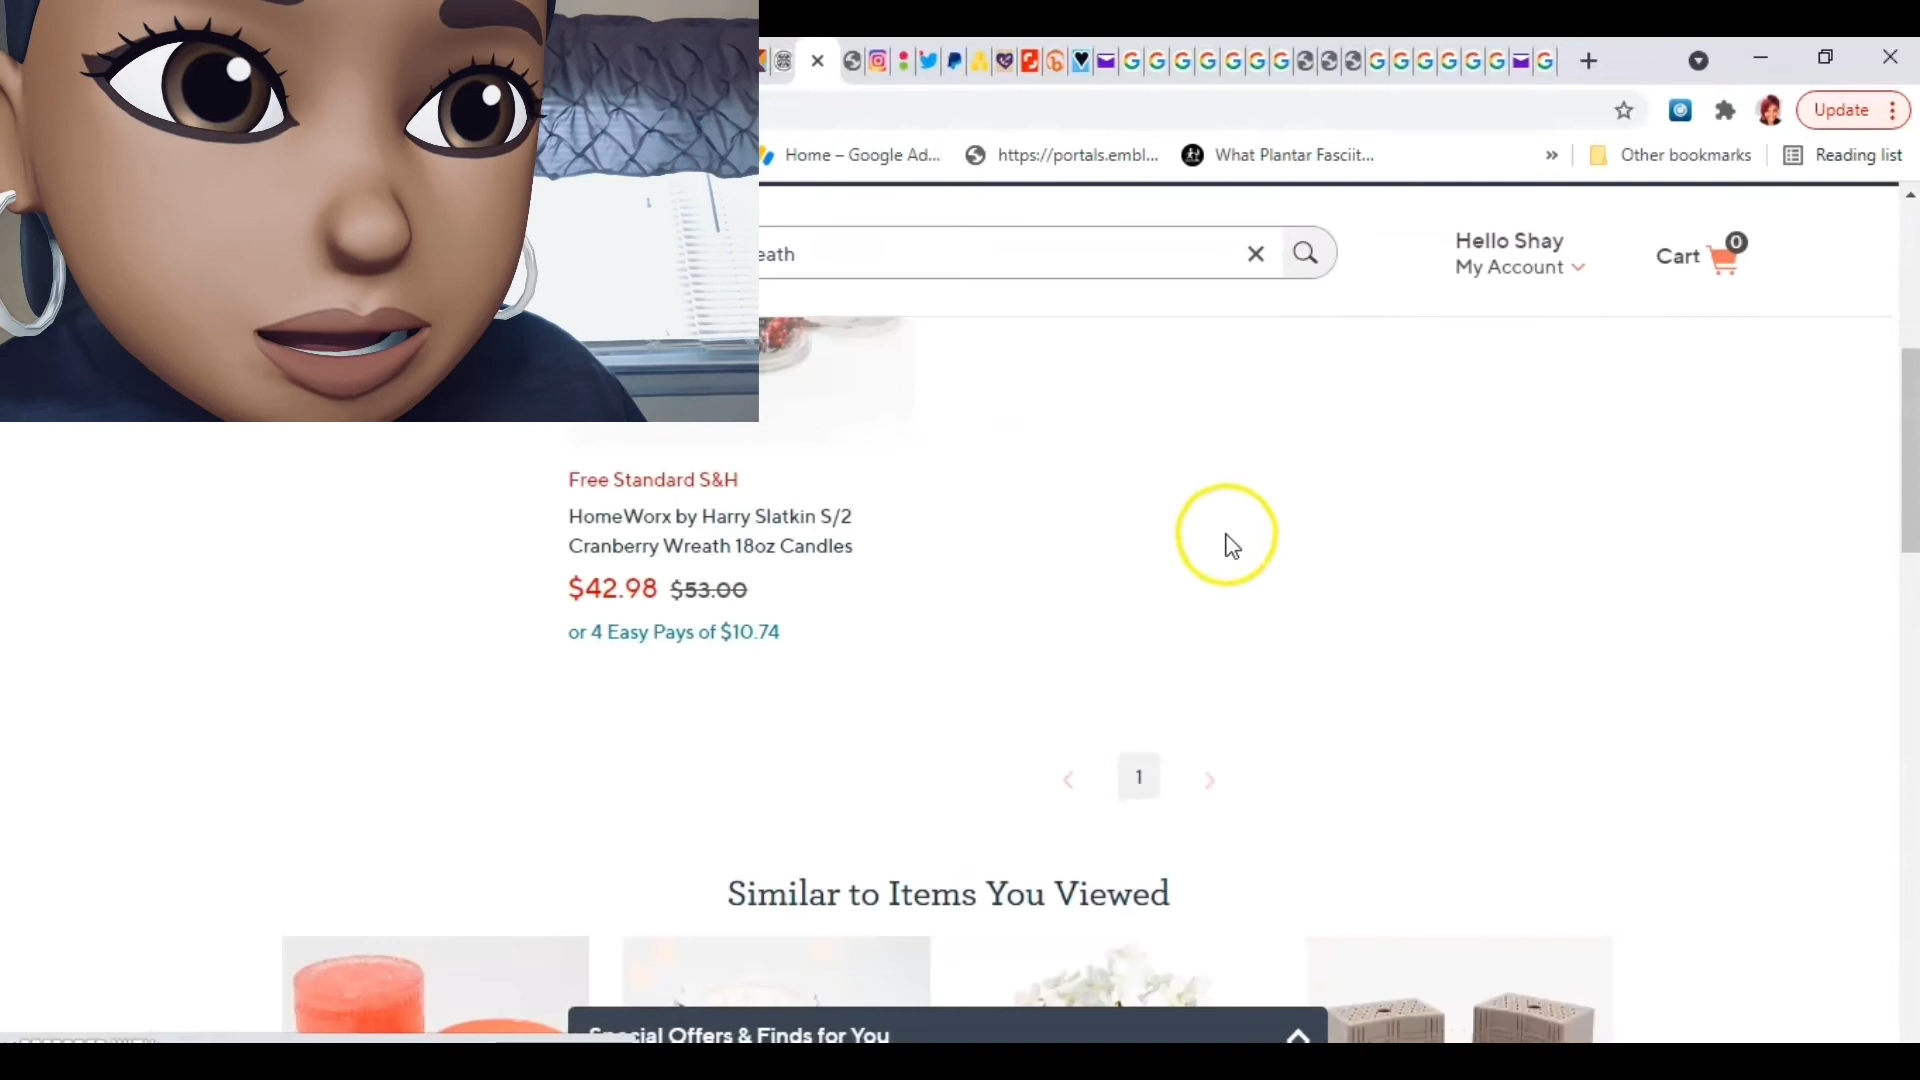 Update
Home – Google Ad...
https://portals.embl...
What Plantar Fasciit...
»
Other bookmarks
Reading list
eath
Hello Shay
My Account
Cart
0
Free Standard S&H
HomeWorx by Harry Slatkin S/2
Cranberry Wreath 18oz Candles
$42.98 $53.00
or 4 Easy Pays of $10.74
1
Similar to Items You Viewed
Special Offers & Finds for You